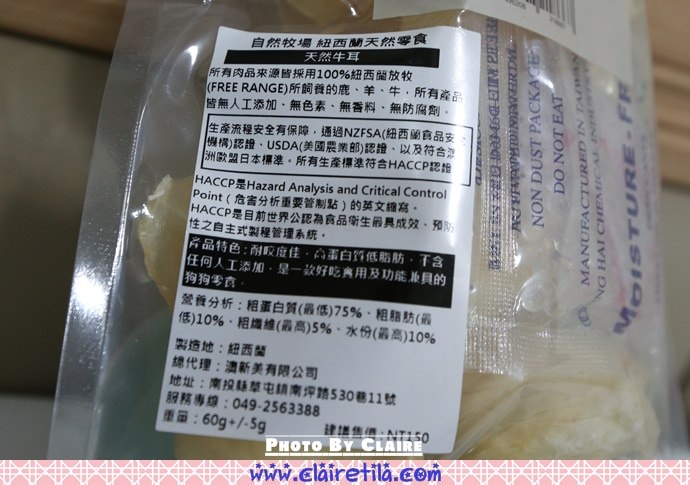 自然牧場 紐西蘭天然零食
天然牛耳
所有肉品來源皆採用100%紐西蘭放牧
(FREE RANGE)所飼養的鹿、羊、牛，所有產品
皆無人工添加、無色素、無香料、無防腐劑。
生產流程安全有保障，通過NZFSA(紐西蘭食品安
機構)認證、USDA(美國農業部)認證、以及符合
洲歐盟日本標準。所有生產標準符合HACCP認證
HACCP是Hazard Analysis and Critical Control
Point（危害分析重要管制點）的英文縮寫。
HACCP是目前世界公認為食品衛生最具成效、預防
性之自主式製程管理系統。
產品特色:耐咬度佳，高蛋白質低脂肪，不含
任何人工添加，是一款好吃實用及功能兼具的
狗狗零食。
營養分析：粗蛋白質(最低)75%、粗脂肪(最
低)10%、粗纖維(最高)5%、水份(最高)10%
製造地：紐西蘭
總代理：澳新美有限公司
地址：南投縣草屯鎮南坪路530巷11號
服務專線：049-2563388
重量：60g+/-5g
建議售價：NT150
NON DUST PACKAGE
DO NOT EAT
MANUFACTURED IN TAIWAN
NG HAI CHEMICAL INDUSTR
MOISTURE-FR
PHOTO BY CLAIRE
www.clairetila.com